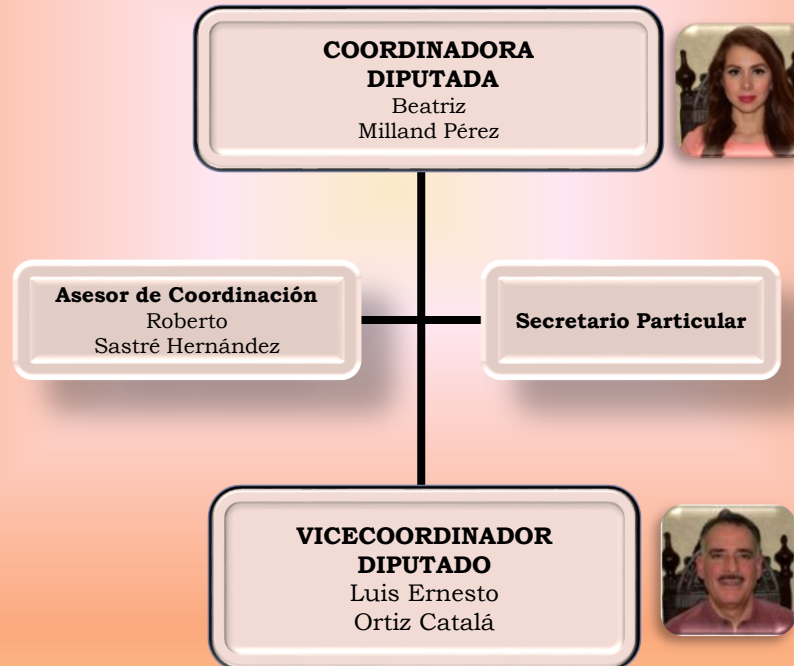 COORDINADORA
DIPUTADA
Beatriz
Milland Pérez
Asesor de Coordinación
Roberto
Sastré Hernández
Secretario Particular
VICECOORDINADOR
DIPUTADO
Luis Ernesto
Ortiz Catalá